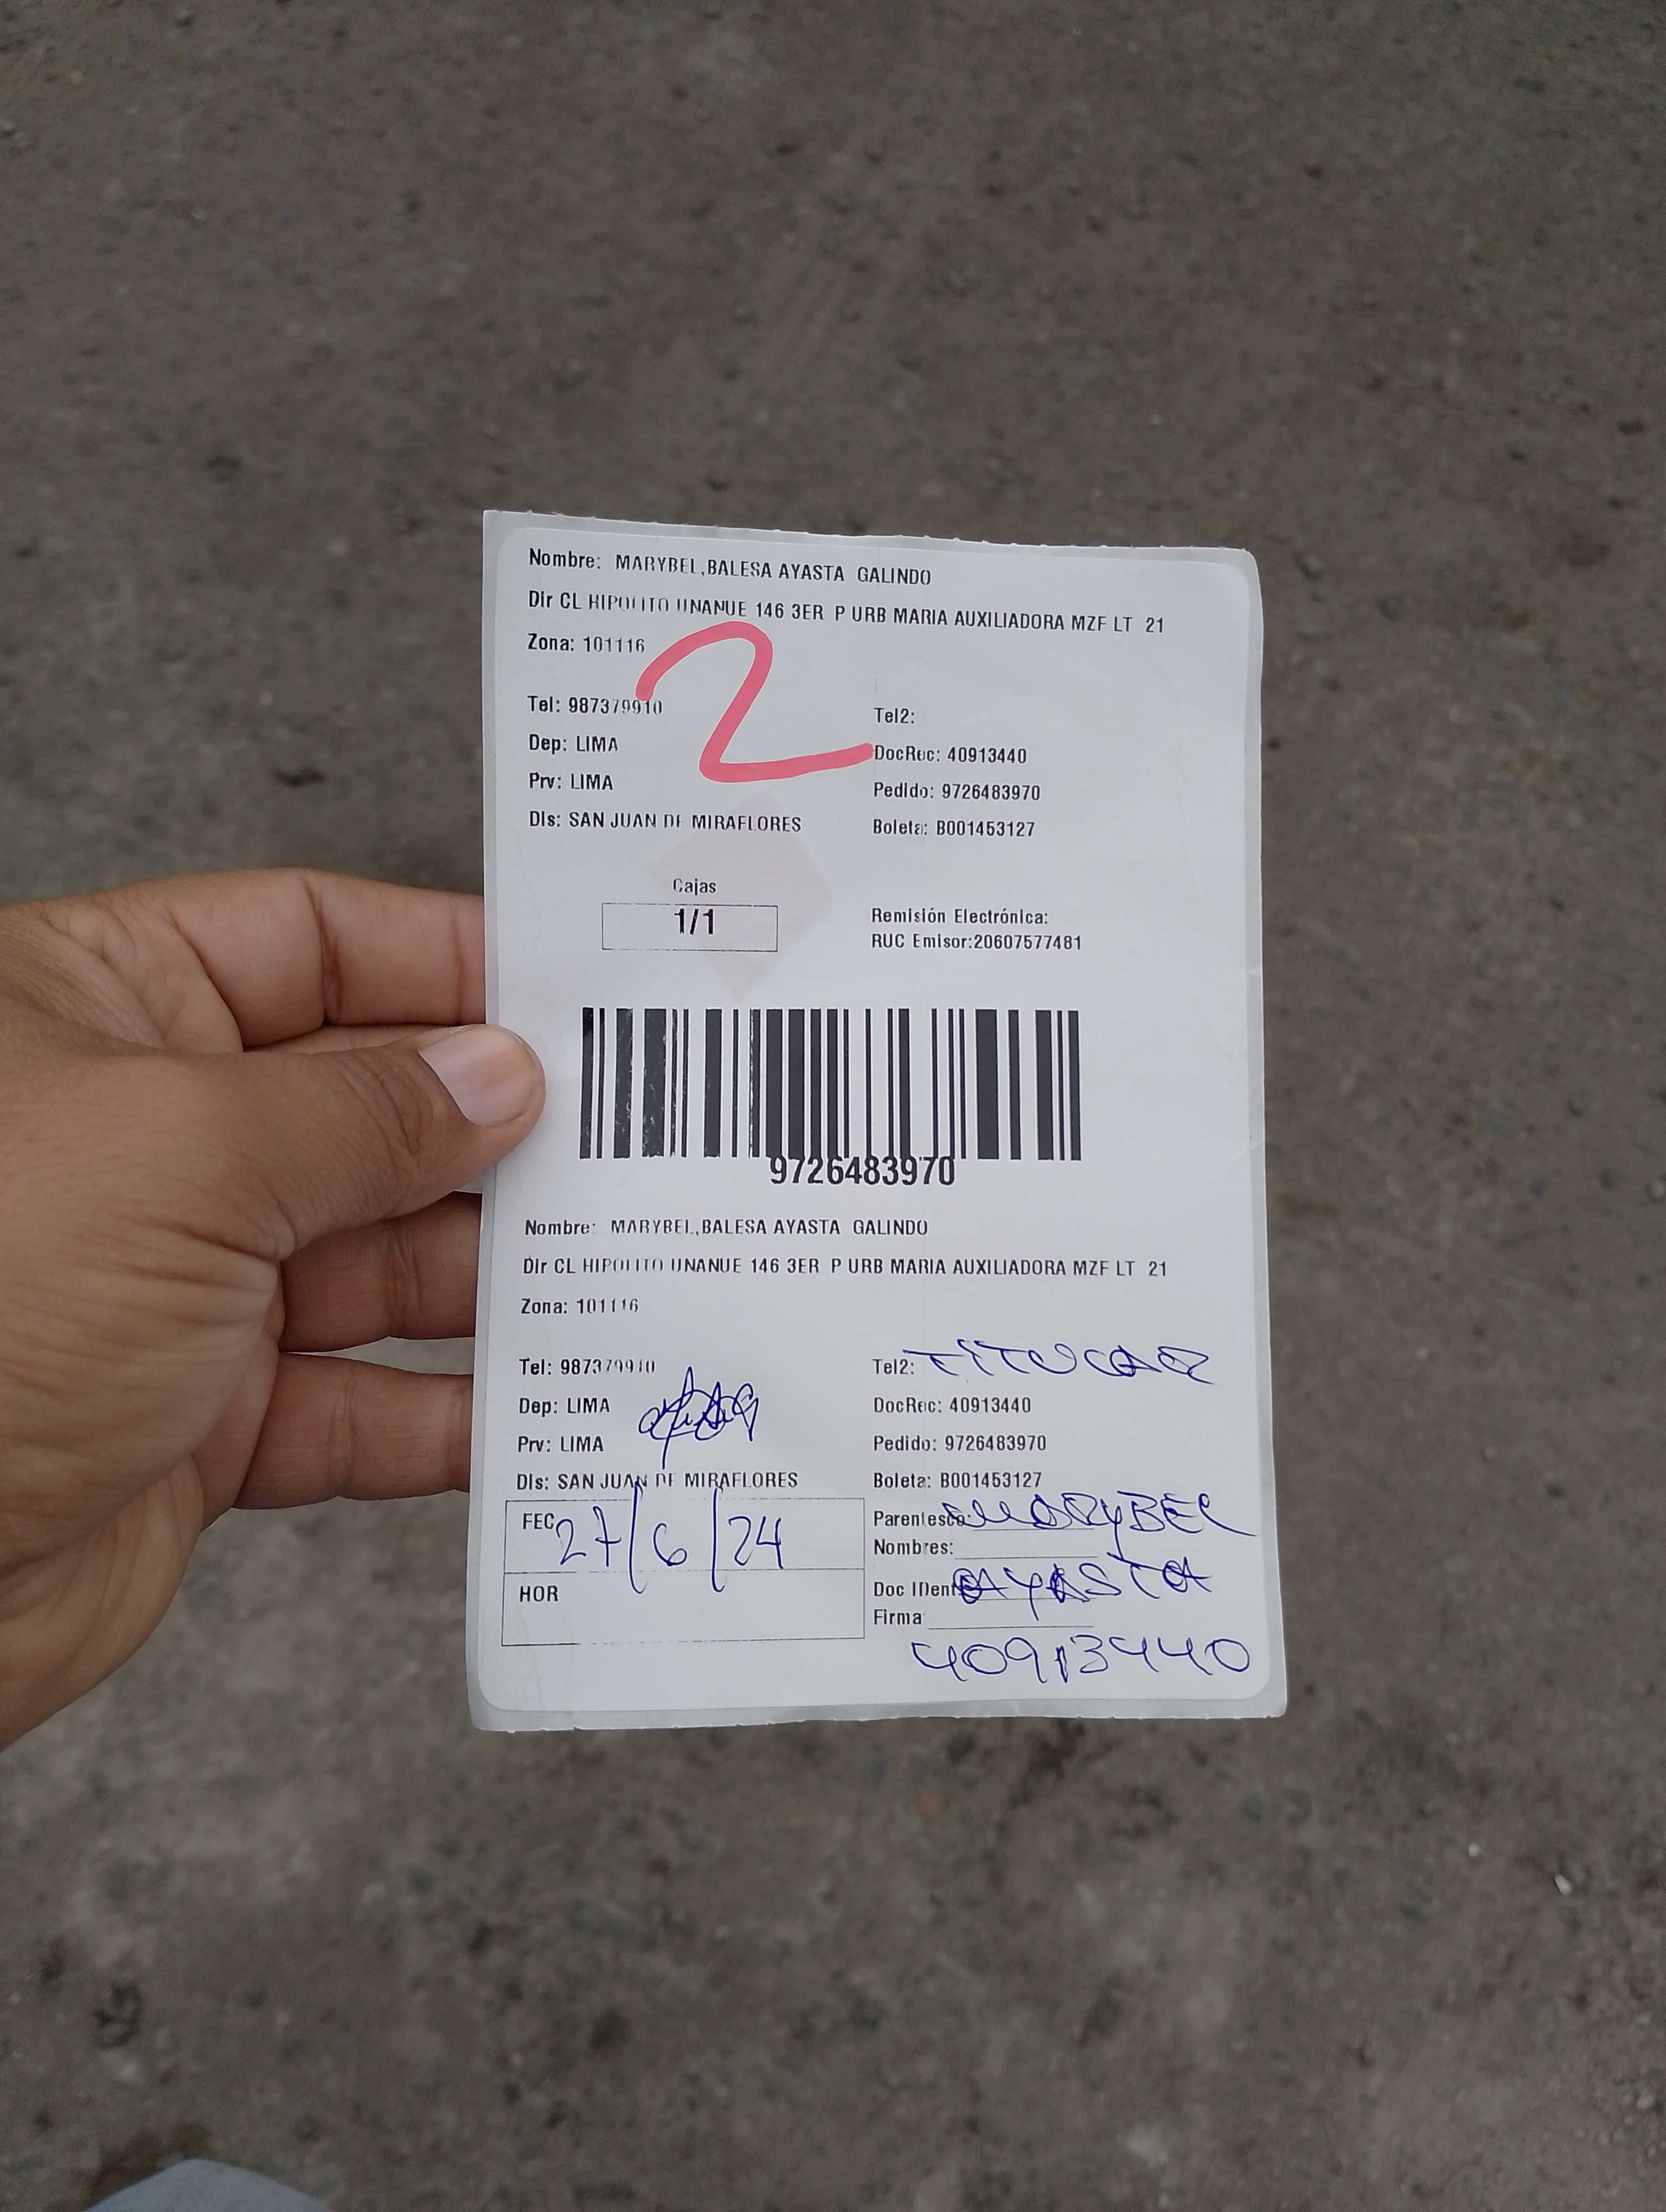 Nombre: MARYBEL,BALESA AYASTA GALINDO
Dir CL HIPOLITO UNANUE 146 3ER P URB MARIA AUXILIADORA MZF LT 21
Zona: 101116
2
Tel: 987379910
Tel2:
Dep: LIMA
DocRec: 40913440
Prv: LIMA
Pedido: 9726483970
Dis: SAN JUAN DE MIRAFLORES
Boleta: B001453127
Cajas
1/1
Remisión Electrónica:
RUC Emisor:20607577481
9726483970
Nombre: MARYBEL,BALESA AYASTA GALINDO
Dir CL HIPOLITO UNANUE 146 3ER P URB MARIA AUXILIADORA MZF LT 21
Zona: 101116
Tel: 987379910
Tel2: TITULAR
Dep: LIMA
DocRec: 40913440
Prv: LIMA
Pedido: 9726483970
Dis: SAN JUAN DE MIRAFLORES
Boleta: B001453127
FEC 27/6/24
HOR
Parentesco: MARYBEL
Nombres:
Doc Iden AYASTA
Firma
40913440